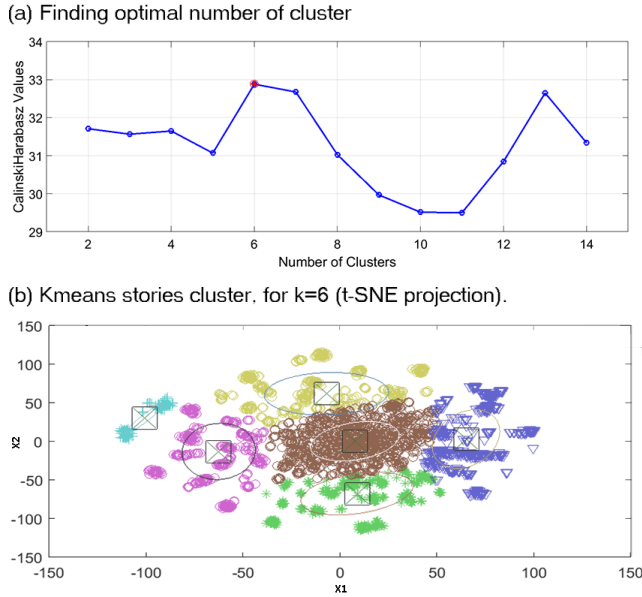 (a) Finding optimal number of cluster
34
33
32
31
30
29
CalinskiHarabasz Values
2 4 6 8 10 12 14
Number of Clusters
(b) Kmeans stories cluster, for k=6 (t-SNE projection).
150
100
50
0
-50
-100
-150
X2
-150 -100 -50 0 50 100 150
X1